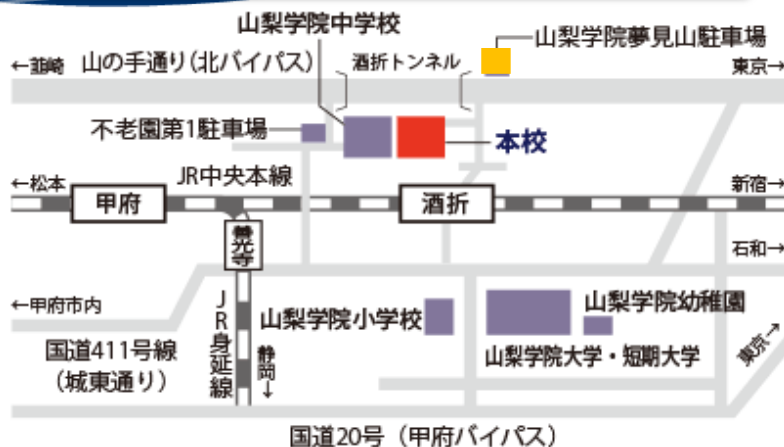 山梨学院中学校
山梨学院夢見山駐車場
←韮崎
山の手通り(北バイパス)
酒折トンネル
東京→
不老園第1駐車場
本校
←松本
JR中央本線
新宿→
甲府
酒折
善光寺
石和→
←甲府市内
JR身延線
山梨学院小学校
山梨学院幼稚園
国道411号線
(城東通り)
静岡→
山梨学院大学・短期大学
東京→
国道20号(甲府バイパス)